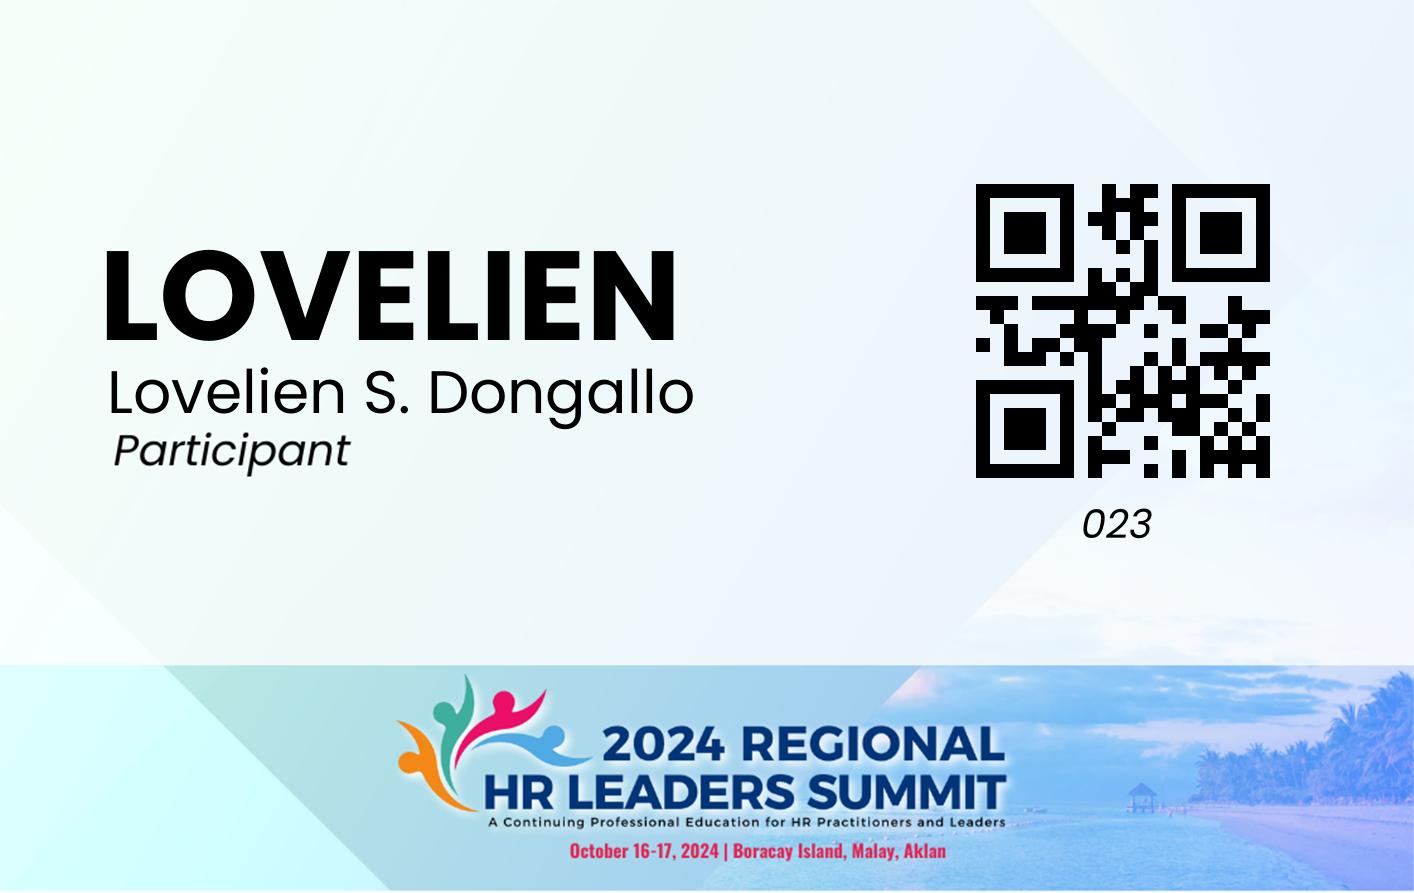 LOVELIEN
Lovelien S. Dongallo
Participant
023
2024 REGIONAL
HR LEADERS SUMMIT
A Continuing Professional Education for HR Practitioners and Leaders
October 16-17, 2024 | Boracay Island, Malay, Aklan